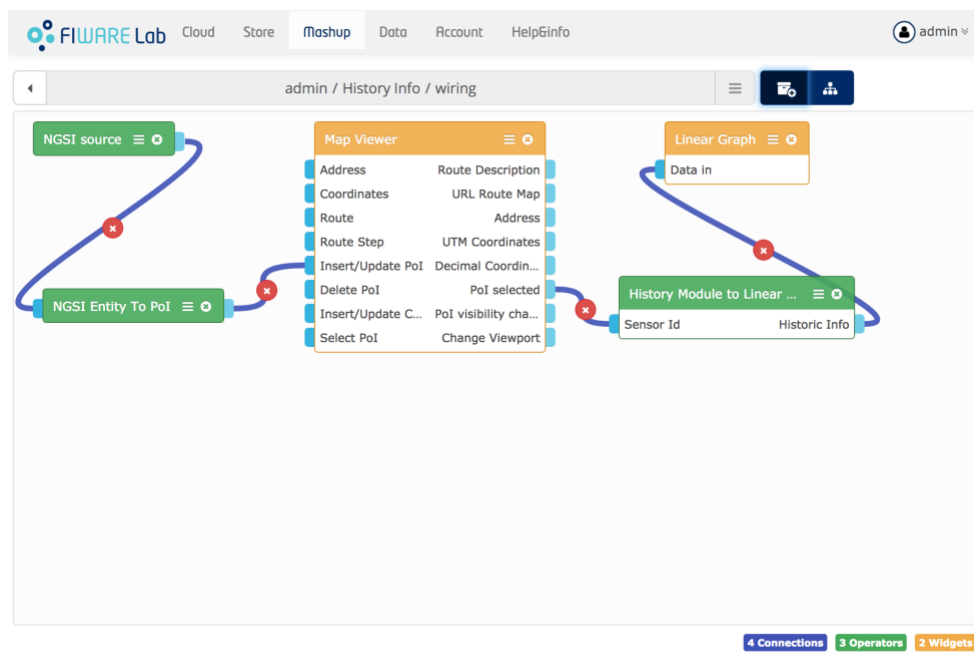 FIWARE Lab Cloud Store Mashup Data Account Help&info admin
admin / History Info / wiring
NGSI source
Map Viewer
Linear Graph
Address Route Description
Data in
Coordinates URL Route Map
Route Address
Route Step UTM Coordinates
Insert/Update PoI Decimal Coordin...
Delete PoI PoI selected
Insert/Update C... PoI visibility cha...
Select PoI Change Viewport
NGSI Entity To PoI
History Module to Linear ...
Sensor Id Historic Info
4 Connections 3 Operators 2 Widgets